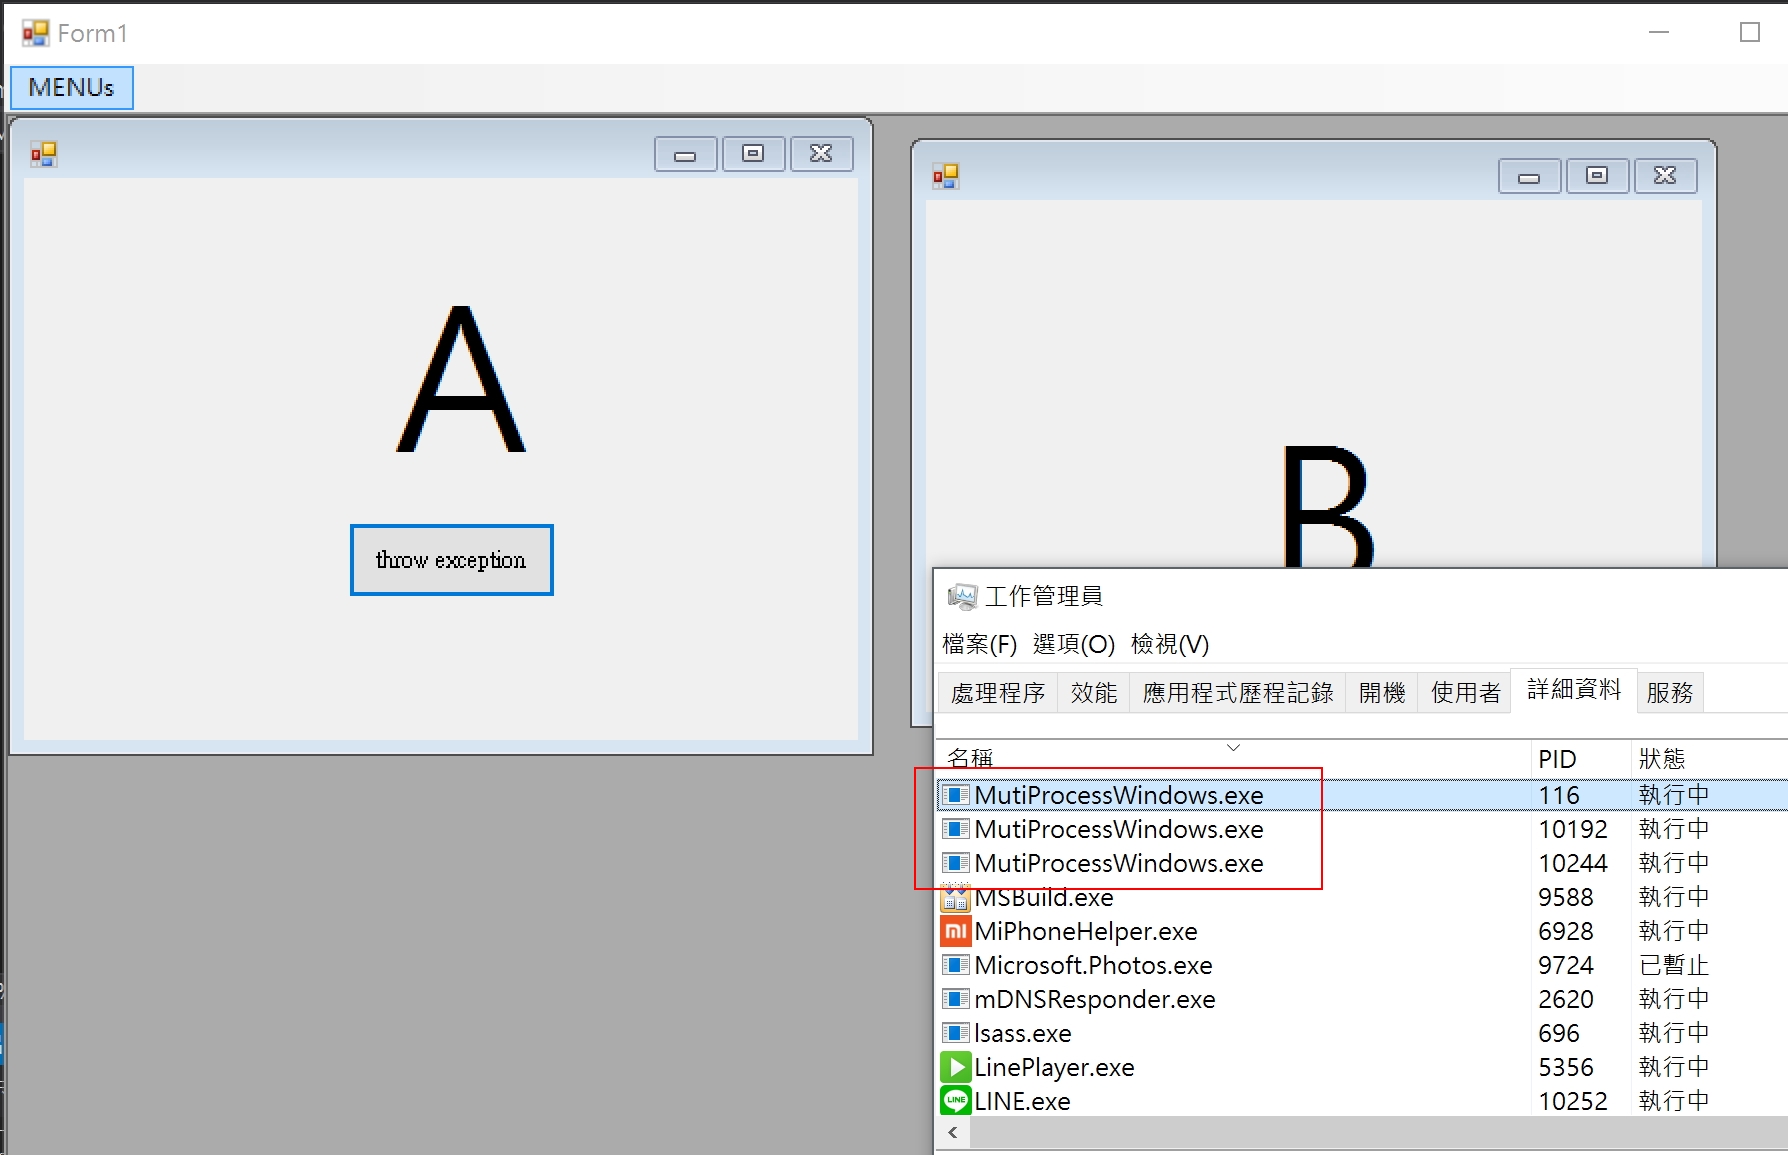 Form1
MENUs
A
throw exception
B
工作管理員
檔案(F) 選項(O) 檢視(V)
處理程序 效能 應用程式歷程記錄 開機 使用者 詳細資料 服務
名稱 PID 狀態
MutiProcessWindows.exe 116 執行中
MutiProcessWindows.exe 10192 執行中
MutiProcessWindows.exe 10244 執行中
MSBuild.exe 9588 執行中
MiPhoneHelper.exe 6928 執行中
Microsoft.Photos.exe 9724 已暫止
mDNSResponder.exe 2620 執行中
lsass.exe 696 執行中
LinePlayer.exe 5356 執行中
LINE.exe 10252 執行中